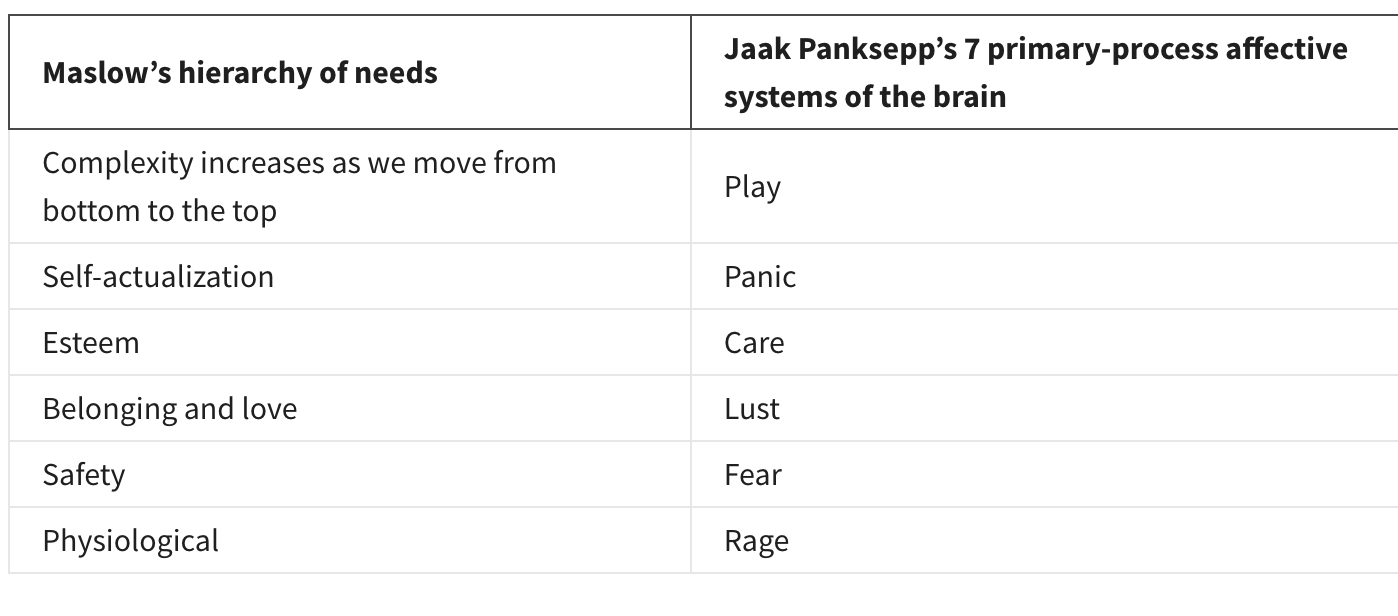 Maslow’s hierarchy of needs
Jaak Panksepp’s 7 primary-process affective
systems of the brain
Complexity increases as we move from
bottom to the top
Play
Self-actualization
Panic
Esteem
Care
Belonging and love
Lust
Safety
Fear
Physiological
Rage